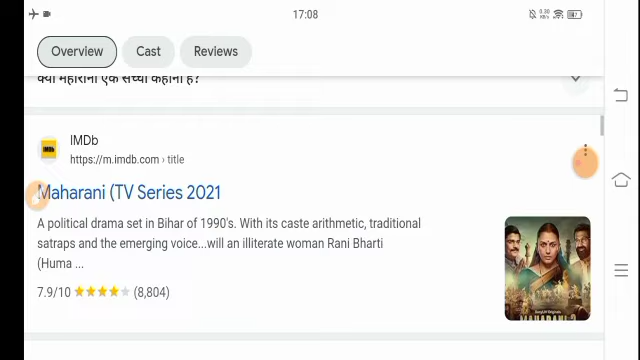 17:08
Overview Cast Reviews
क्या महारानी एक सच्ची कहानी है?
IMDb
https://m.imdb.com › title
Maharani (TV Series 2021
A political drama set in Bihar of 1990's. With its caste arithmetic, traditional
satraps and the emerging voice...will an illiterate woman Rani Bharti
(Huma ...
7.9/10 ★★★★★ (8,804)
MAHARANI 2